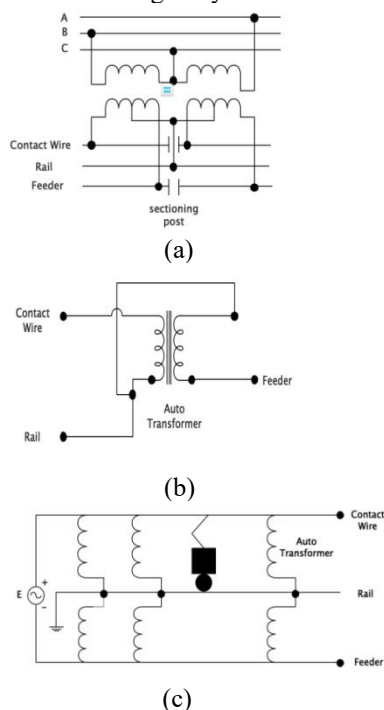 A
B
C
Contact Wire
Rail
Feeder
sectioning
post
(a)
Contact
Wire
Feeder
Auto
Transformer
Rail
(b)
Contact
Wire
Auto
Transformer
E
+
-
Rail
Feeder
(c)